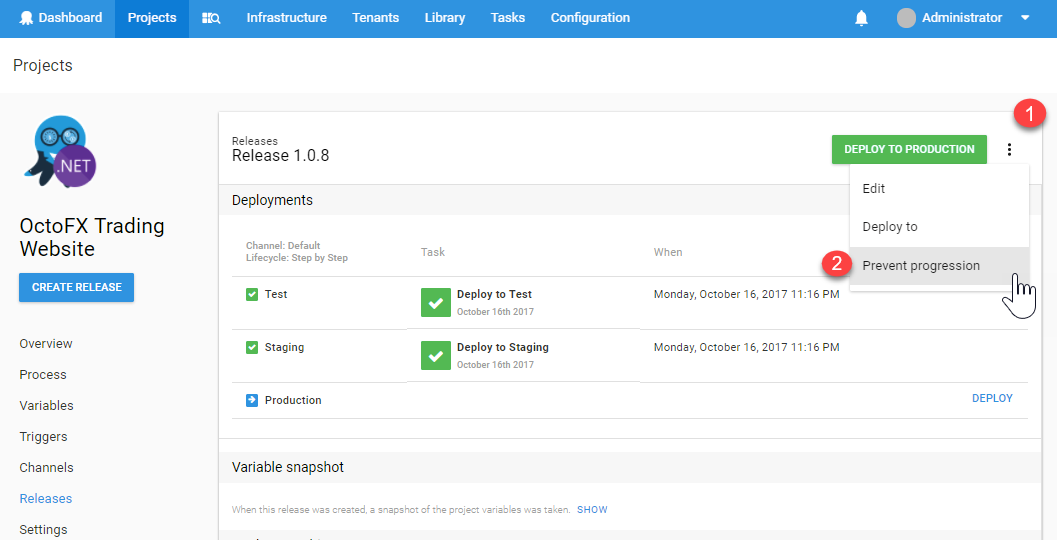 Dashboard Projects Infrastructure Tenants Library Tasks Configuration Administrator
Projects
1
Releases
Release 1.0.8
DEPLOY TO PRODUCTION
.NET
Edit
Deployments
OctoFX Trading
Website
Deploy to
Channel: Default
Lifecycle: Step by Step
Task
When
2
Prevent progression
CREATE RELEASE
Test
Deploy to Test
October 16th 2017
Monday, October 16, 2017 11:16 PM
Overview
Staging
Deploy to Staging
October 16th 2017
Monday, October 16, 2017 11:16 PM
Process
Variables
Production
DEPLOY
Triggers
Channels
Variable snapshot
Releases
When this release was created, a snapshot of the project variables was taken. SHOW
Settings